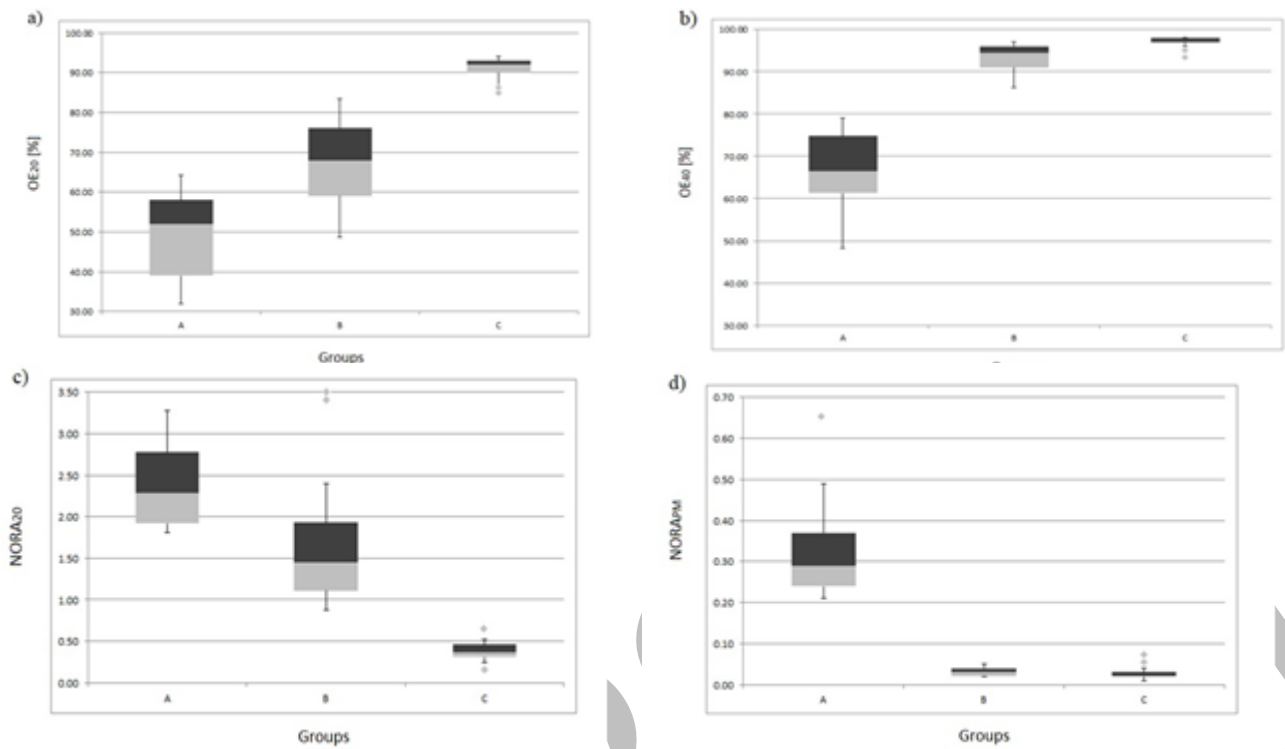 a)
100.00
90.00
80.00
70.00
60.00
50.00
40.00
30.00
OE20 [%]
A B C
Groups
b)
100.00
90.00
80.00
70.00
60.00
50.00
40.00
30.00
OE40 [%]
A B C
c)
3.50
3.00
2.50
2.00
1.50
1.00
0.50
0.00
NORA20
A B C
Groups
d)
0.70
0.60
0.50
0.40
0.30
0.20
0.10
0.00
NORAPM
A B C
Groups